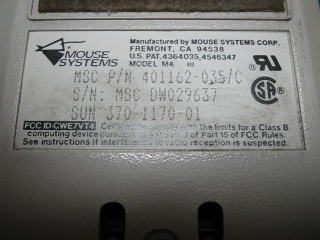 MOUSE
SYSTEMS
Manufactured by MOUSE SYSTEMS CORP.
FREMONT, CA 94538
U.S. PAT. 4364035, 4546347
MODEL M4 HI
MSC P/N 401162-035/C
S/N: MSC DW029637
SUN 370-1170-01
FCC ID-CWE7VT4 Certified to comply with the limits for a Class B
computing device pursuant to Subpart J of Part 15 of FCC Rules.
See instructions if interference to radio reception is suspected.